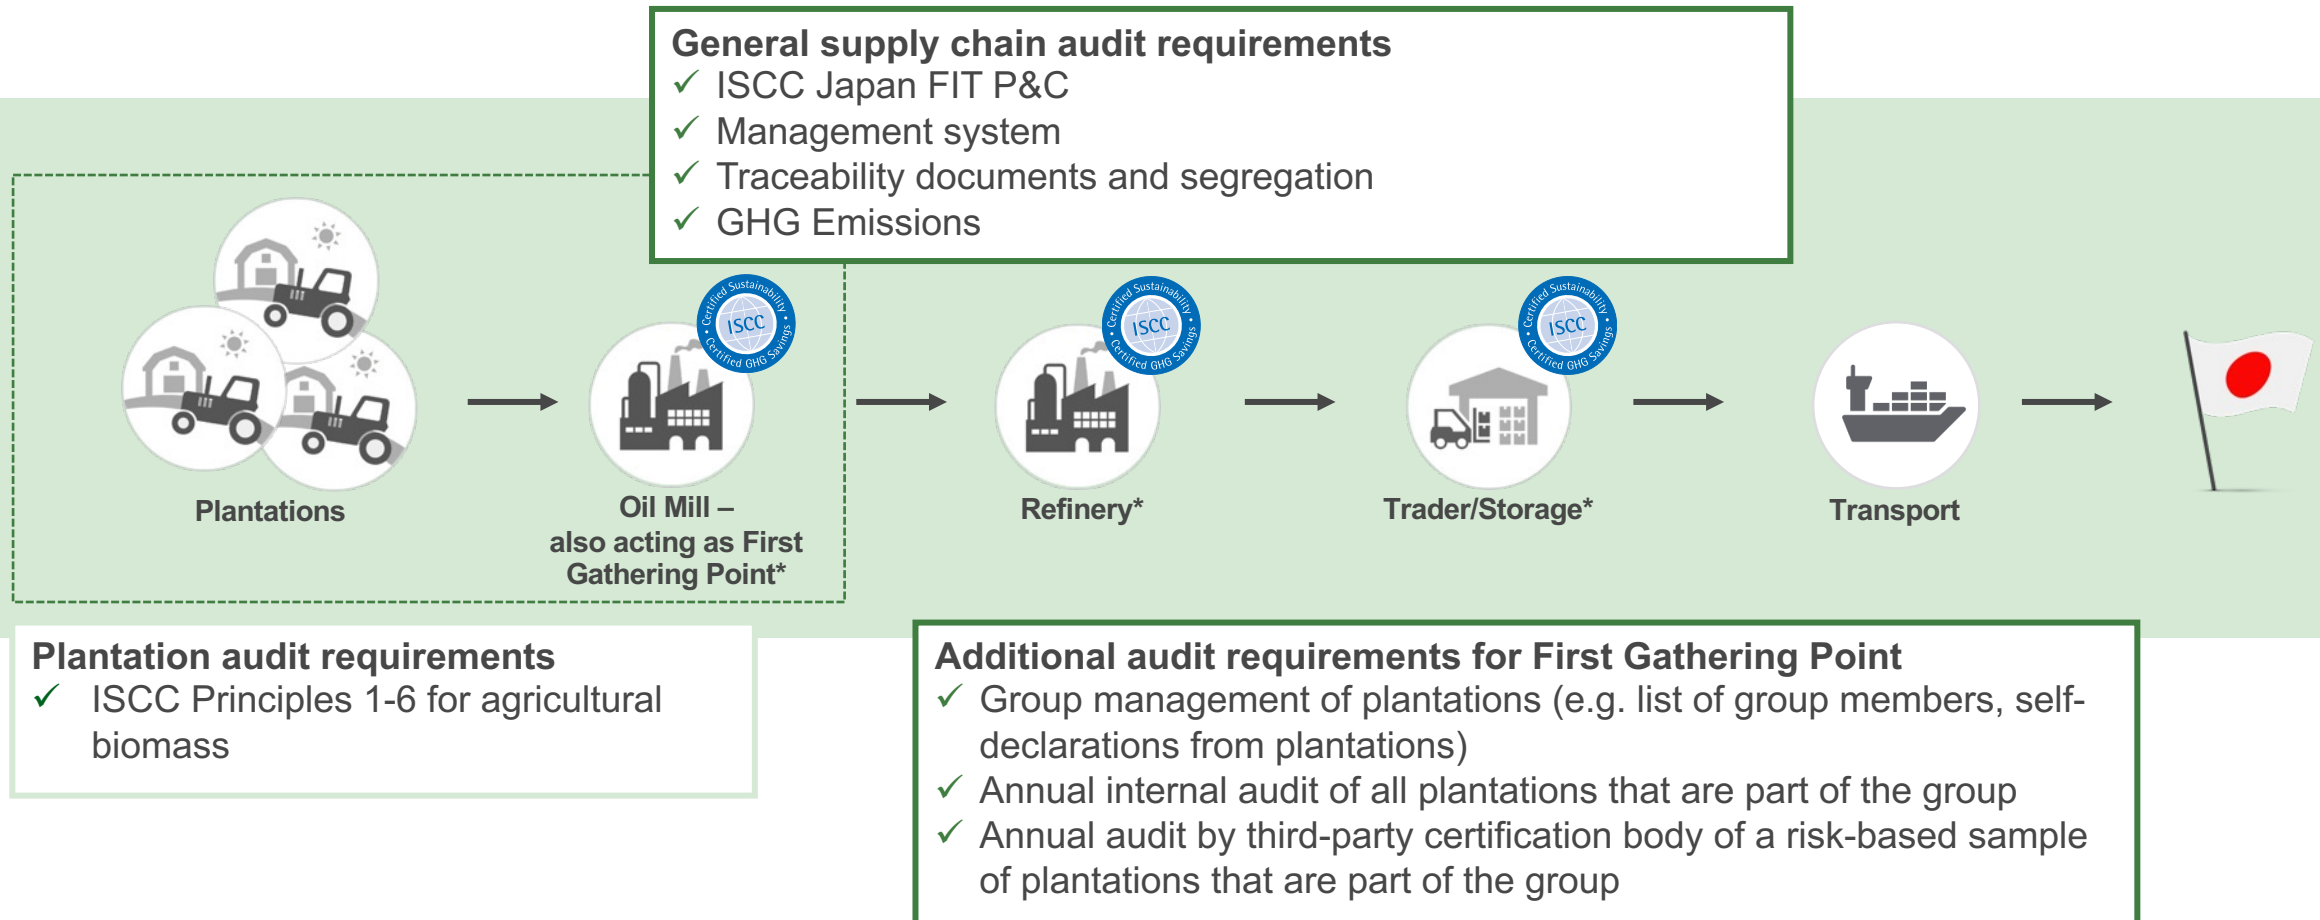 General supply chain audit requirements
✓ ISCC Japan FIT P&C
✓ Management system
✓ Traceability documents and segregation
✓ GHG Emissions
Certified Sustainability •
ISCC
Certified GHG Savings •
Certified Sustainability •
ISCC
Certified GHG Savings •
Certified Sustainability •
ISCC
Certified GHG Savings •
Plantations
Oil Mill –
also acting as First
Gathering Point*
Refinery*
Trader/Storage*
Transport
Plantation audit requirements
✓ ISCC Principles 1-6 for agricultural
biomass
Additional audit requirements for First Gathering Point
✓ Group management of plantations (e.g. list of group members, self-
declarations from plantations)
✓ Annual internal audit of all plantations that are part of the group
✓ Annual audit by third-party certification body of a risk-based sample
of plantations that are part of the group